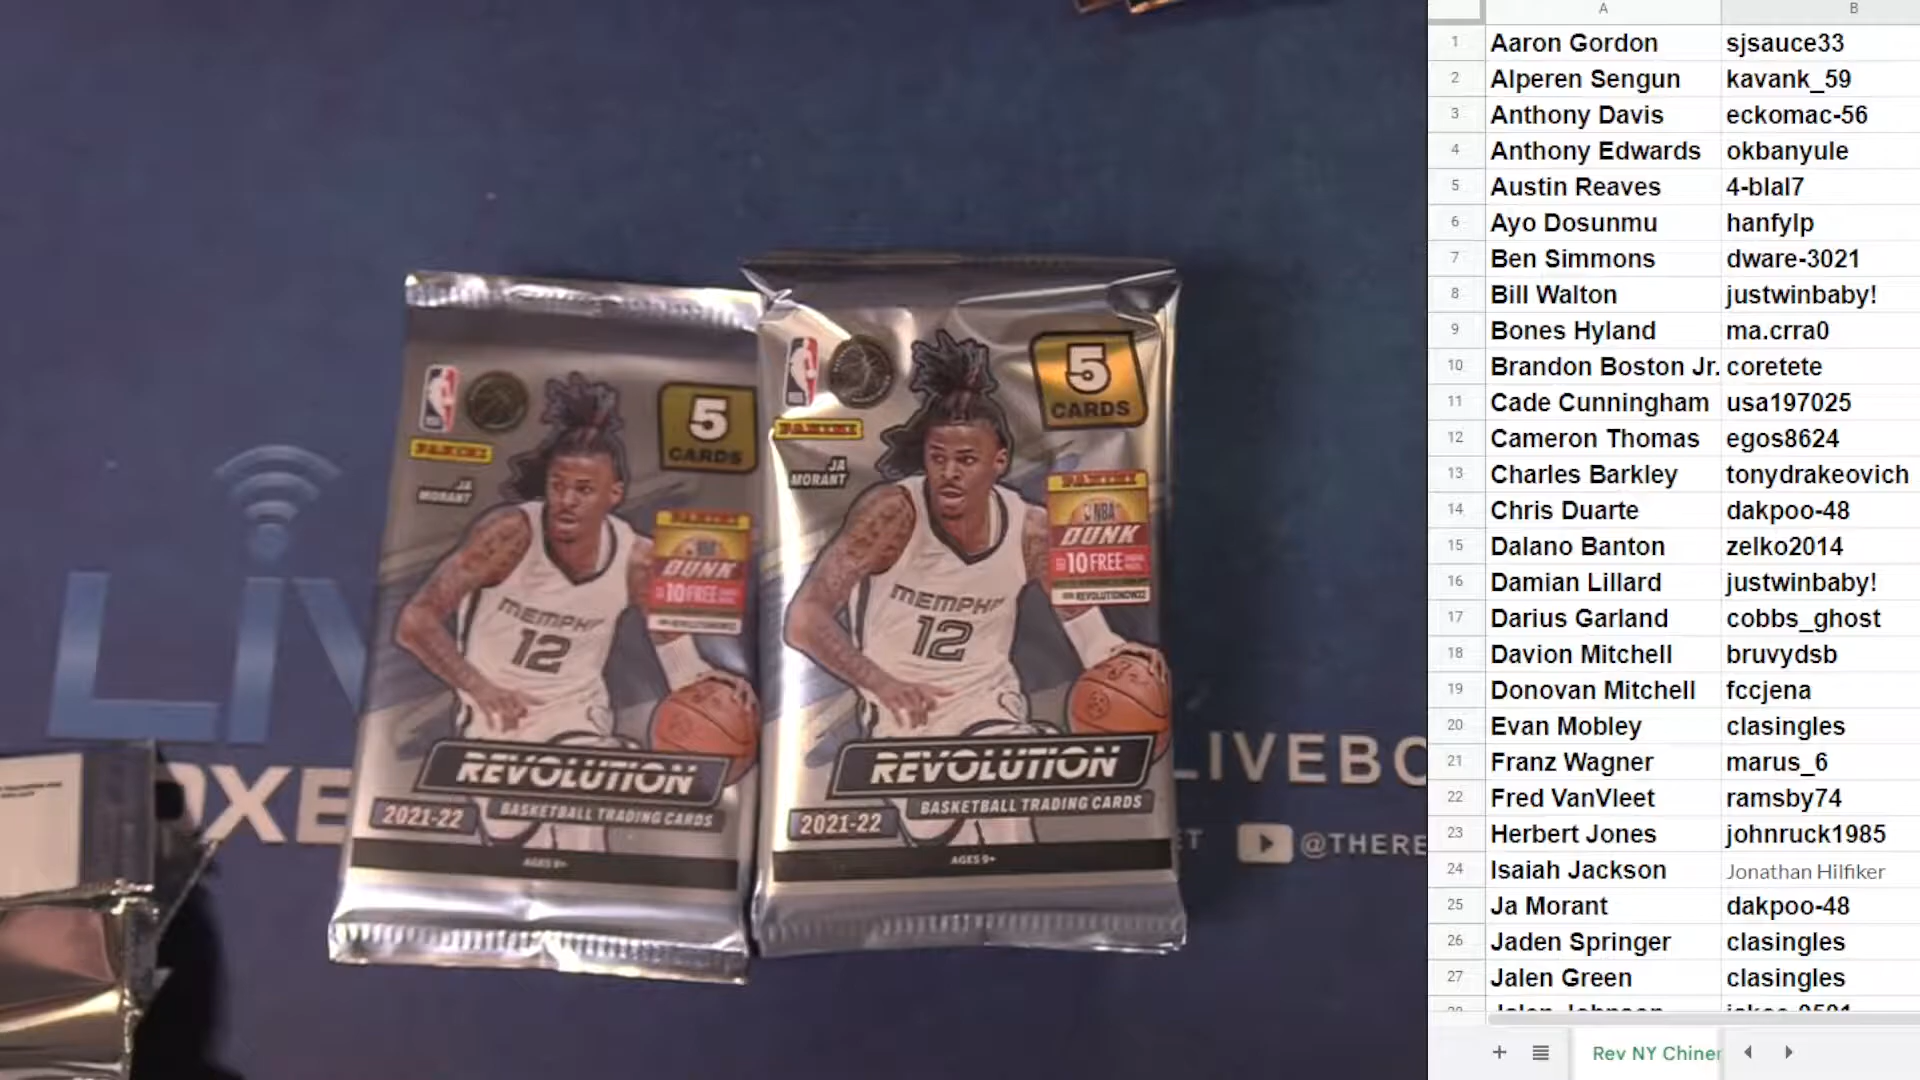 5
CARDS
PANINI
JA
MORANT
PANINI
NBA
DUNK
10 FREE
MEMPHIS
12
REVOLUTION
2021-22
BASKETBALL TRADING CARDS
AGES 9+
5
CARDS
PANINI
JA
MORANT
PANINI
NBA
DUNK
10 FREE
MEMPHIS
12
REVOLUTION
2021-22
BASKETBALL TRADING CARDS
AGES 9+
LIV
OXE
LIVEBO
ET
@THERE
A B
1 Aaron Gordon sjsauce33
2 Alperen Sengun kavank_59
3 Anthony Davis eckomac-56
4 Anthony Edwards okbanyule
5 Austin Reaves 4-blal7
6 Ayo Dosunmu hanfylp
7 Ben Simmons dware-3021
8 Bill Walton justwinbaby!
9 Bones Hyland ma.crra0
10 Brandon Boston Jr. coretete
11 Cade Cunningham usa197025
12 Cameron Thomas egos8624
13 Charles Barkley tonydrakeovich
14 Chris Duarte dakpoo-48
15 Dalano Banton zelko2014
16 Damian Lillard justwinbaby!
17 Darius Garland cobbs_ghost
18 Davion Mitchell bruvydsb
19 Donovan Mitchell fccjena
20 Evan Mobley clasingles
21 Franz Wagner marus_6
22 Fred VanVleet ramsby74
23 Herbert Jones johnruck1985
24 Isaiah Jackson Jonathan Hilfiker
25 Ja Morant dakpoo-48
26 Jaden Springer clasingles
27 Jalen Green clasingles
Rev NY Chiner